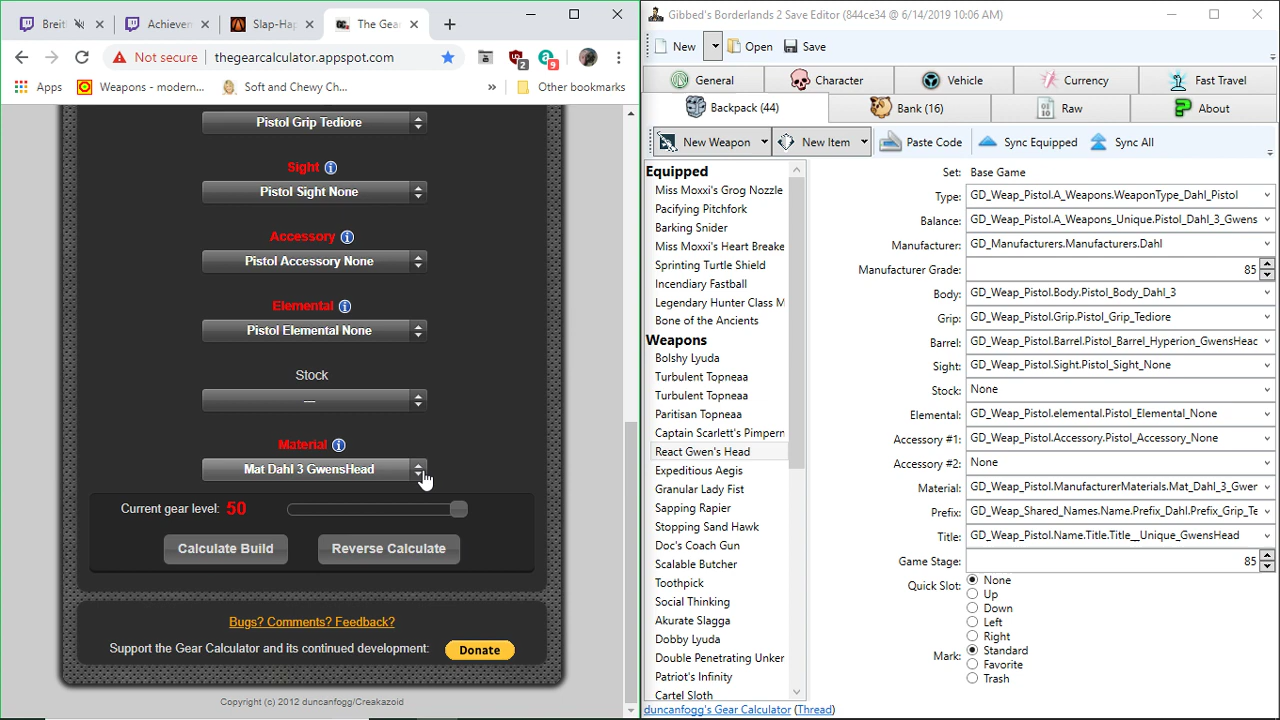 Breit
Achieven
Slap-Hap
The Gea
Not secure
thegearcalculator.appspot.com
2
9
Apps
Weapons - modern...
Soft and Chewy Ch...
»
Other bookmarks
Pistol Grip Tediore
Sight
Pistol Sight None
Accessory
Pistol Accessory None
Elemental
Pistol Elemental None
Stock
—
Material
Mat Dahl 3 GwensHead
Current gear level: 50
Calculate Build
Reverse Calculate
Bugs? Comments? Feedback?
Support the Gear Calculator and its continued development:
Donate
Copyright (c) 2012 duncanfogg/Creakazoid
Gibbed's Borderlands 2 Save Editor (844ce34 @ 6/14/2019 10:06 AM)
New
Open
Save
General
Character
Vehicle
Currency
Fast Travel
Backpack (44)
Bank (16)
Raw
About
New Weapon
New Item
Paste Code
Sync Equipped
Sync All
Equipped
Miss Moxxi's Grog Nozzle
Pacifying Pitchfork
Barking Snider
Miss Moxxi's Heart Breake
Sprinting Turtle Shield
Incendiary Fastball
Legendary Hunter Class M
Bone of the Ancients
Weapons
Bolshy Lyuda
Turbulent Topneaa
Turbulent Topneaa
Paritisan Topneaa
Captain Scarlett's Pimpern
React Gwen's Head
Expeditious Aegis
Granular Lady Fist
Sapping Rapier
Stopping Sand Hawk
Doc's Coach Gun
Scalable Butcher
Toothpick
Social Thinking
Akurate Slagga
Dobby Lyuda
Double Penetrating Unker
Patriot's Infinity
Cartel Sloth
duncanfogg's Gear Calculator (Thread)
Set: Base Game
Type: GD_Weap_Pistol.A_Weapons.WeaponType_Dahl_Pistol
Balance: GD_Weap_Pistol.A_Weapons_Unique.Pistol_Dahl_3_Gwens
Manufacturer: GD_Manufacturers.Manufacturers.Dahl
Manufacturer Grade: 85
Body: GD_Weap_Pistol.Body.Pistol_Body_Dahl_3
Grip: GD_Weap_Pistol.Grip.Pistol_Grip_Tediore
Barrel: GD_Weap_Pistol.Barrel.Pistol_Barrel_Hyperion_GwensHeac
Sight: GD_Weap_Pistol.Sight.Pistol_Sight_None
Stock: None
Elemental: GD_Weap_Pistol.elemental.Pistol_Elemental_None
Accessory #1: GD_Weap_Pistol.Accessory.Pistol_Accessory_None
Accessory #2: None
Material: GD_Weap_Pistol.ManufacturerMaterials.Mat_Dahl_3_Gwer
Prefix: GD_Weap_Shared_Names.Name.Prefix_Dahl.Prefix_Grip_Te
Title: GD_Weap_Pistol.Name.Title.Title__Unique_GwensHead
Game Stage: 85
Quick Slot: None
Up
Down
Left
Right
Mark: Standard
Favorite
Trash